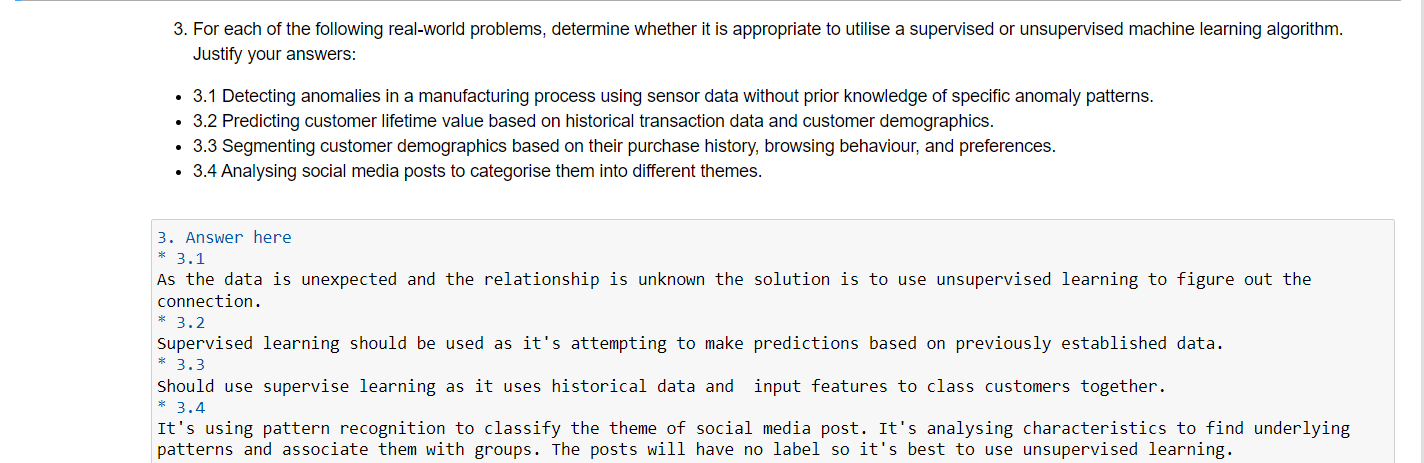 3. For each of the following real-world problems, determine whether it is appropriate to utilise a supervised or unsupervised machine learning algorithm.
Justify your answers:
• 3.1 Detecting anomalies in a manufacturing process using sensor data without prior knowledge of specific anomaly patterns.
• 3.2 Predicting customer lifetime value based on historical transaction data and customer demographics.
• 3.3 Segmenting customer demographics based on their purchase history, browsing behaviour, and preferences.
• 3.4 Analysing social media posts to categorise them into different themes.
3. Answer here
* 3.1
As the data is unexpected and the relationship is unknown the solution is to use unsupervised learning to figure out the
connection.
* 3.2
Supervised learning should be used as it's attempting to make predictions based on previously established data.
* 3.3
Should use supervise learning as it uses historical data and  input features to class customers together.
* 3.4
It's using pattern recognition to classify the theme of social media post. It's analysing characteristics to find underlying
patterns and associate them with groups. The posts will have no label so it's best to use unsupervised learning.